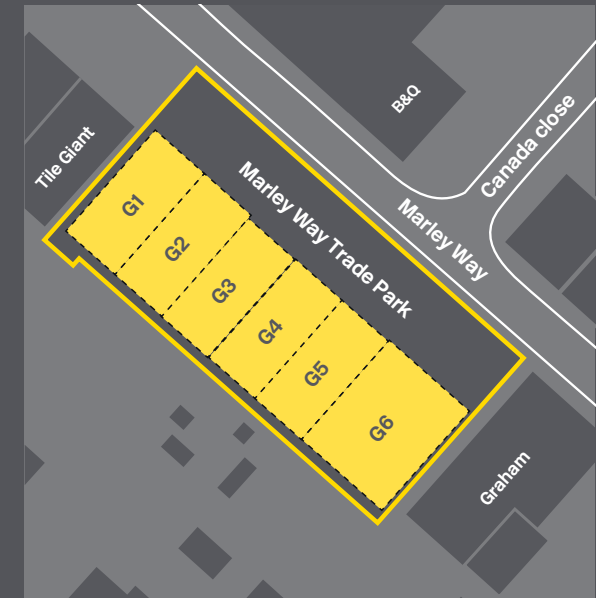 B&Q
Canada close
Tile Giant
Marley Way Trade Park
Marley Way
G1
G2
G3
G4
G5
G6
Graham